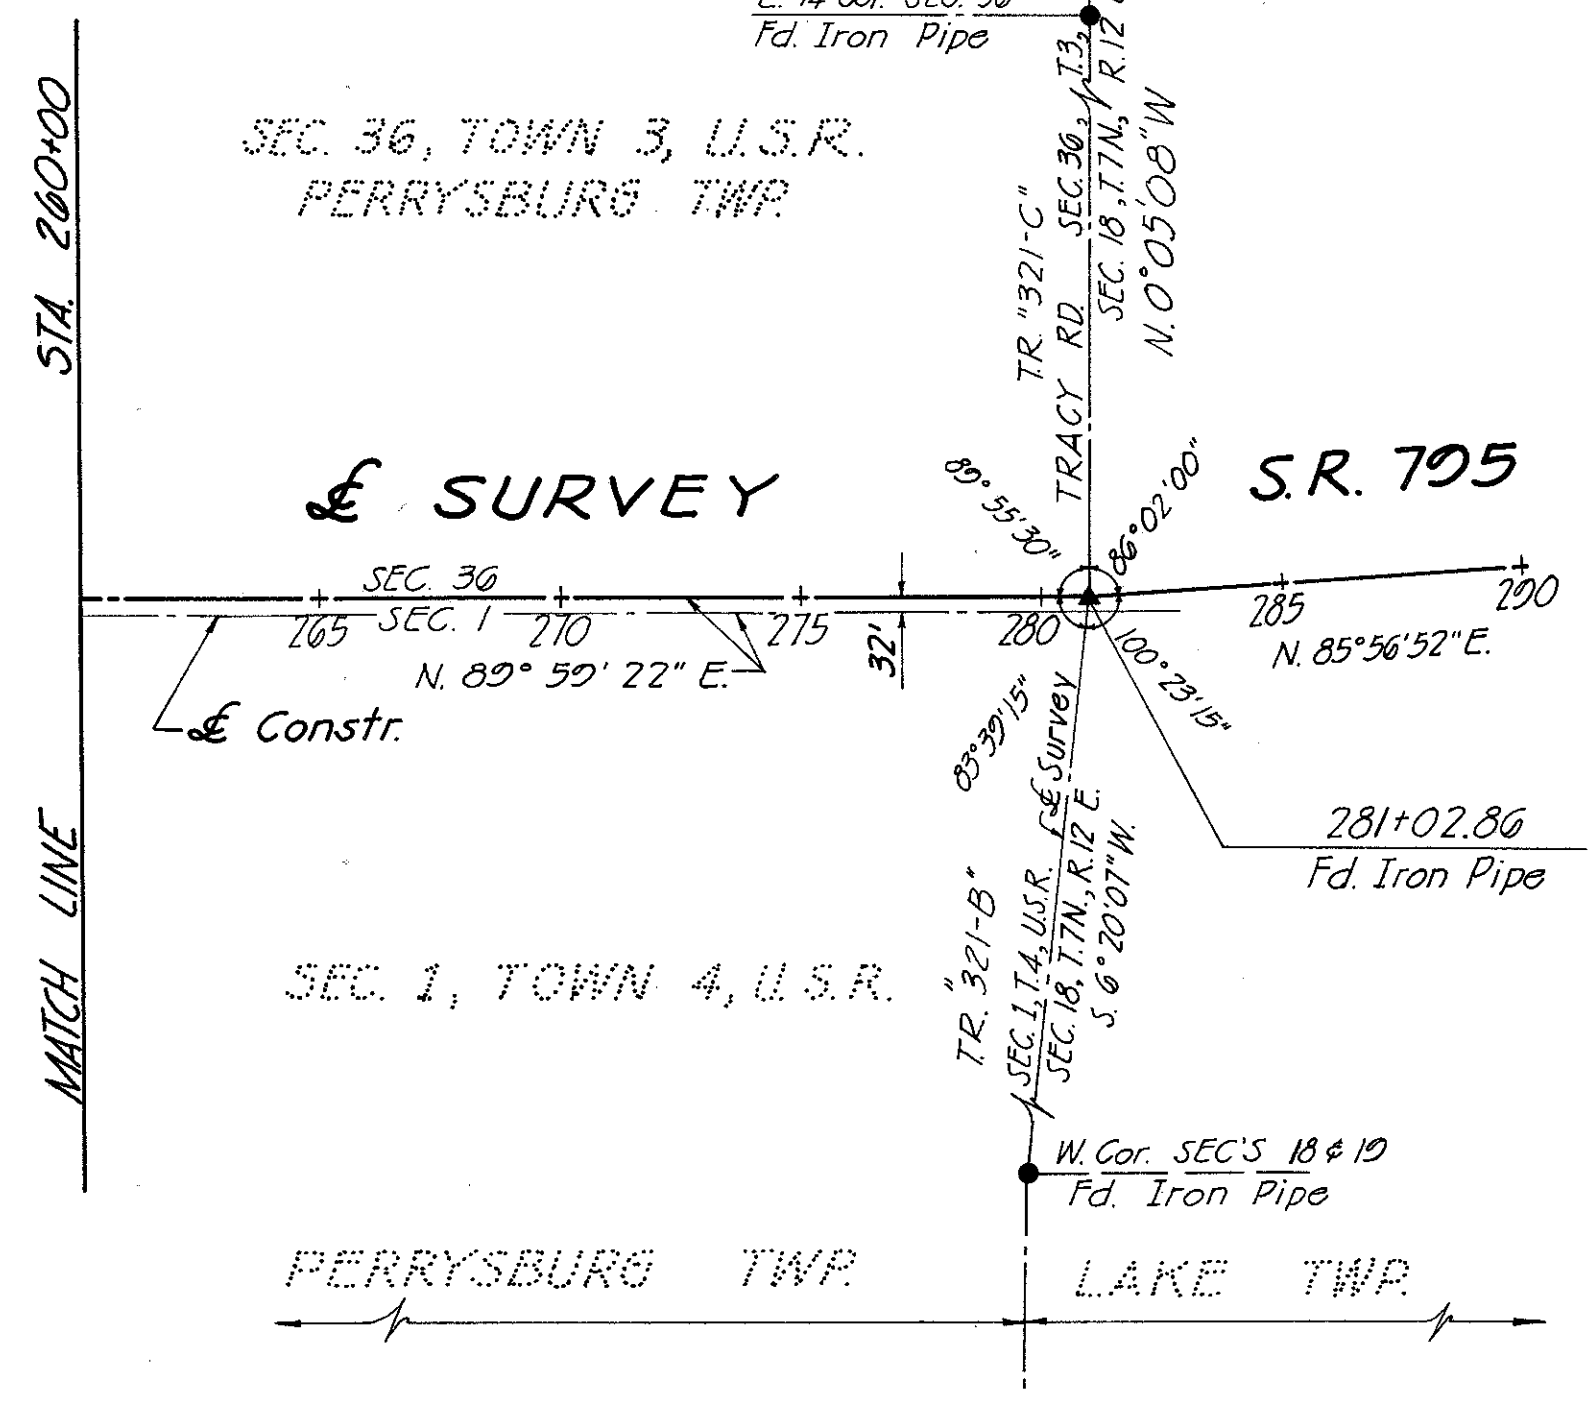 Fd. Iron Pipe
STA. 260+00
SEC. 36, TOWN 3, U.S.R.
PERRYSBURG TWP.
T.R. "321-C"
TRACY RD. SEC. 36, T.3,
SEC. 18, T.7N., R.12
N. 0°05'08" W
℄ SURVEY
S.R. 795
89°55'30"
86°02'00"
SEC. 36
SEC. 1
265 270 275 280 285 290
N. 89° 59' 22" E.
32'
N. 85°56'52" E.
℄ Constr.
83°39'15"
100°23'15"
℄ Survey
281+02.86
Fd. Iron Pipe
MATCH LINE
T.R. "321-B"
SEC. 1, T.4, U.S.R.
SEC. 18, T.7N., R.12 E.
S. 6°20'07" W.
SEC. 1, TOWN 4, U.S.R.
W. Cor. SEC'S 18 & 19
Fd. Iron Pipe
PERRYSBURG TWP.
LAKE TWP.